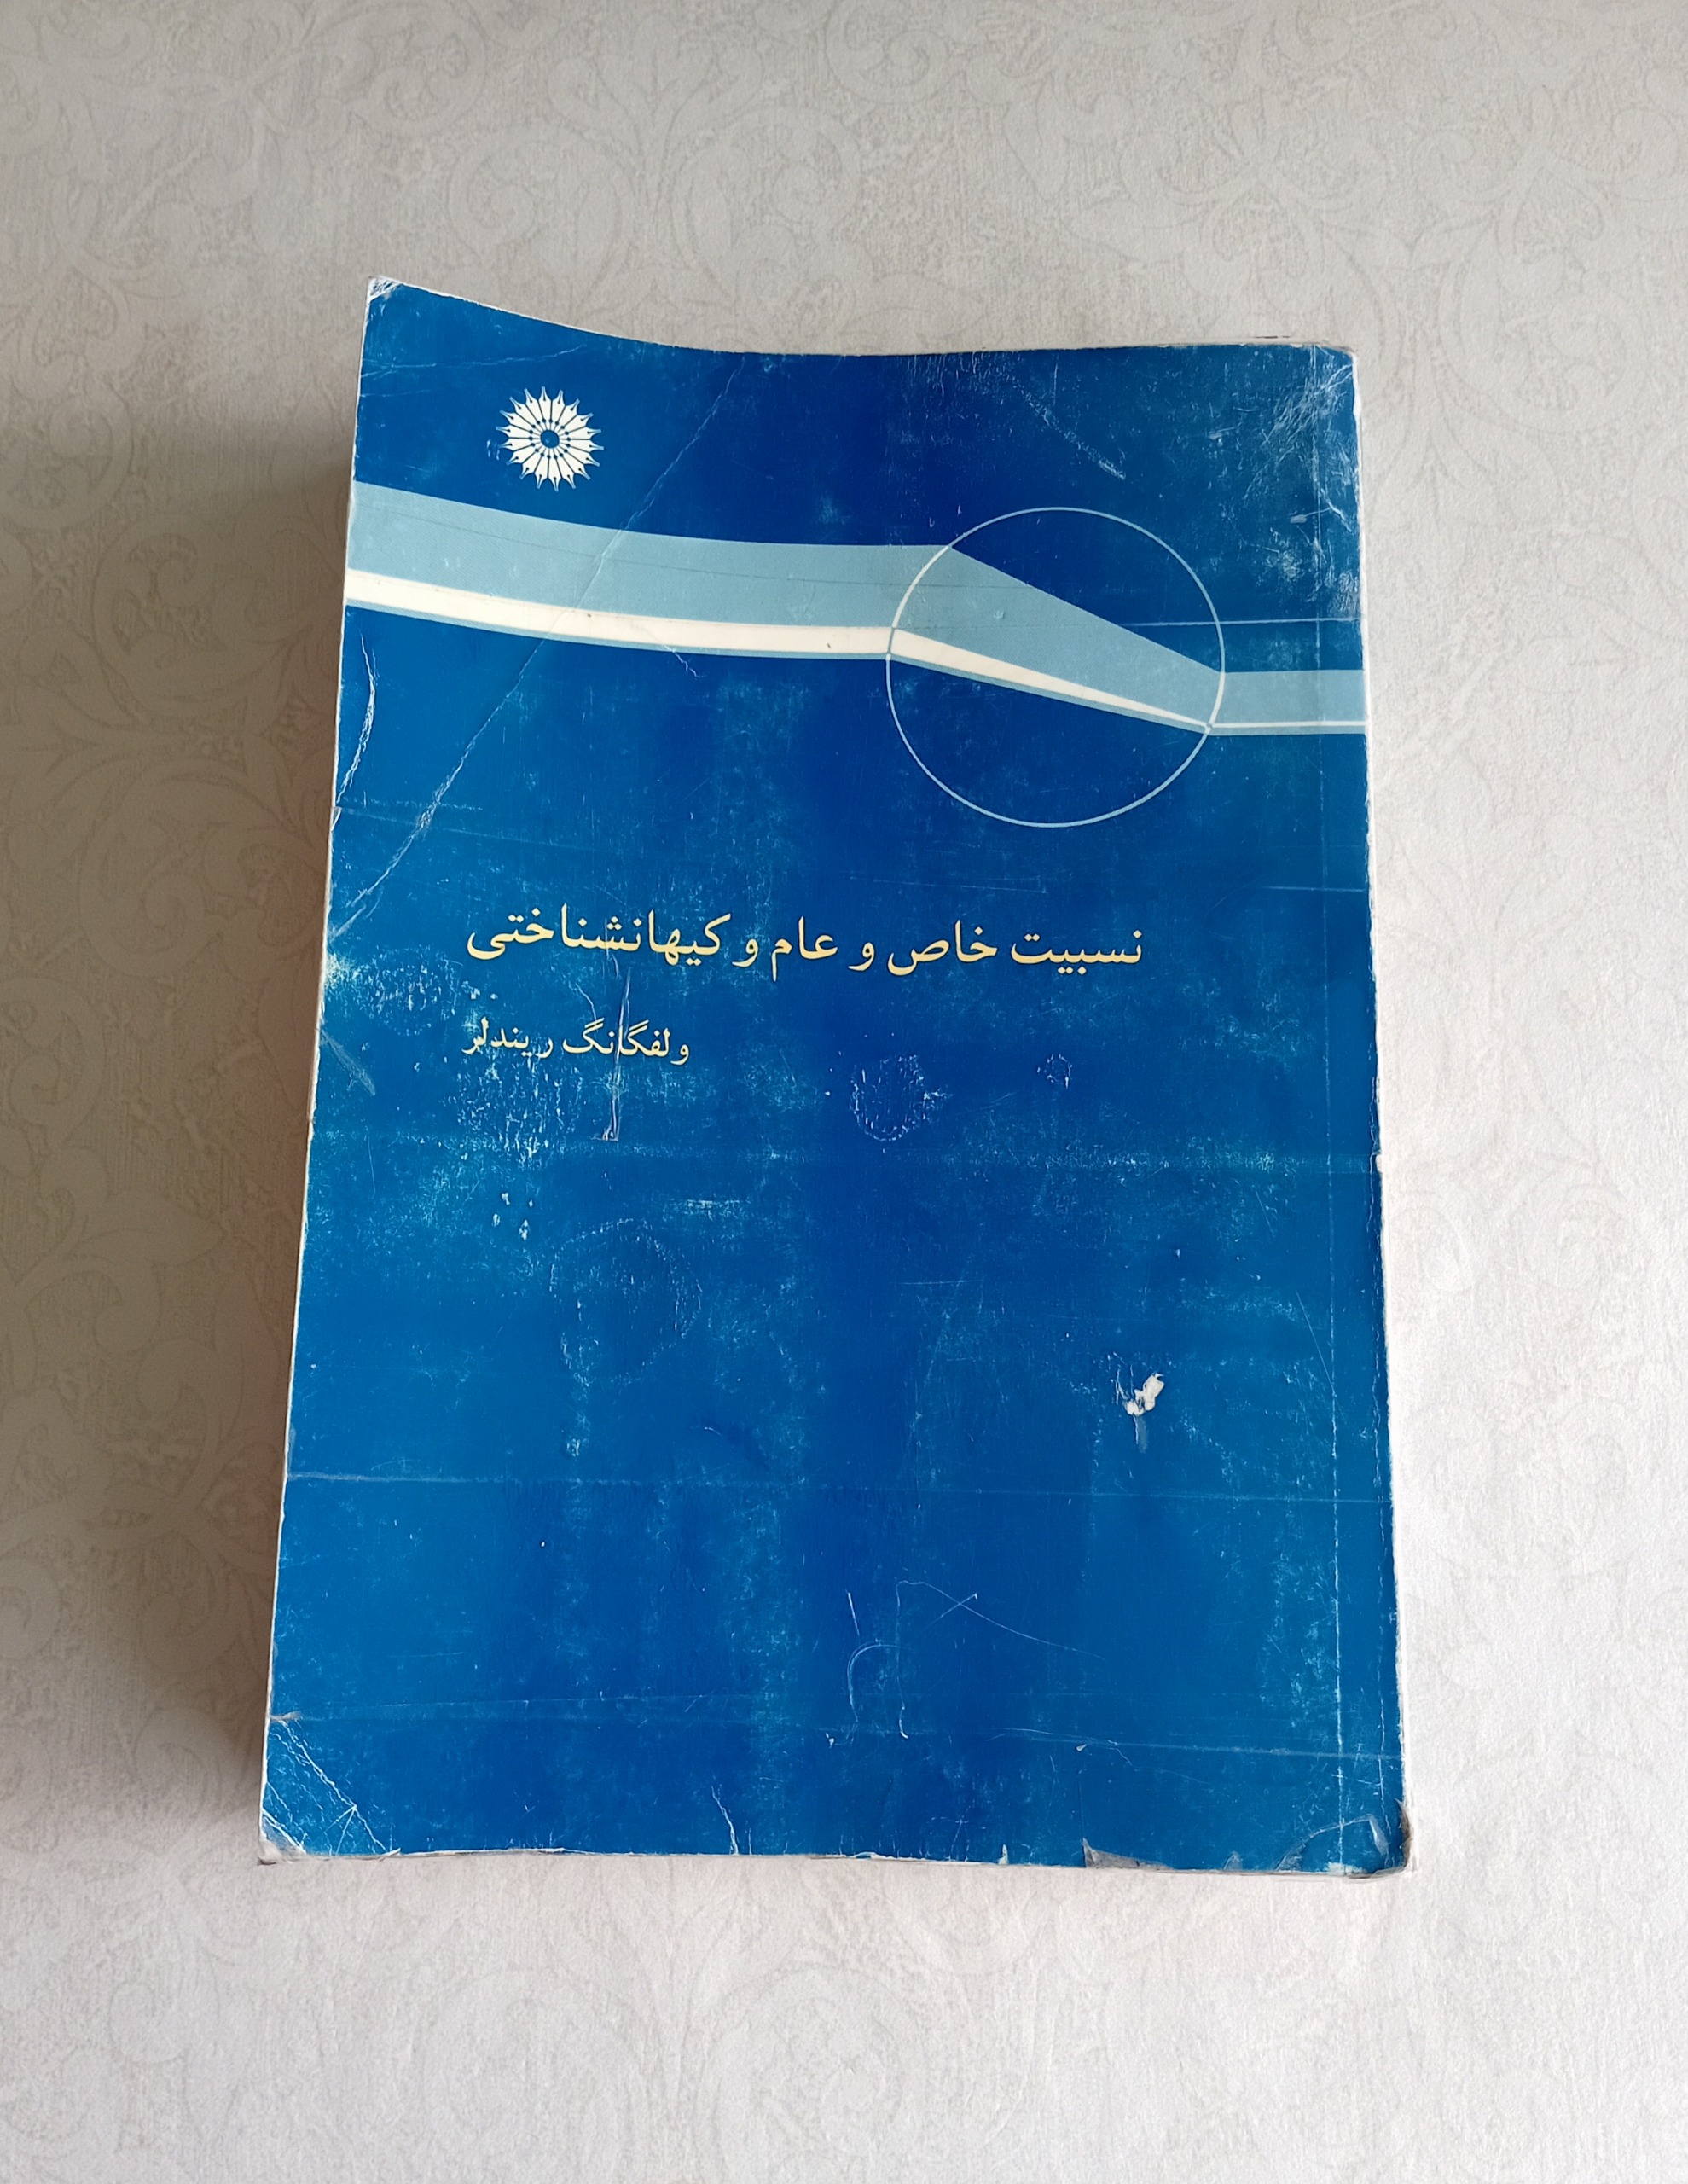 نسبیت خاص و عام و کیهانشناختی
ولفگانگ ریندلر